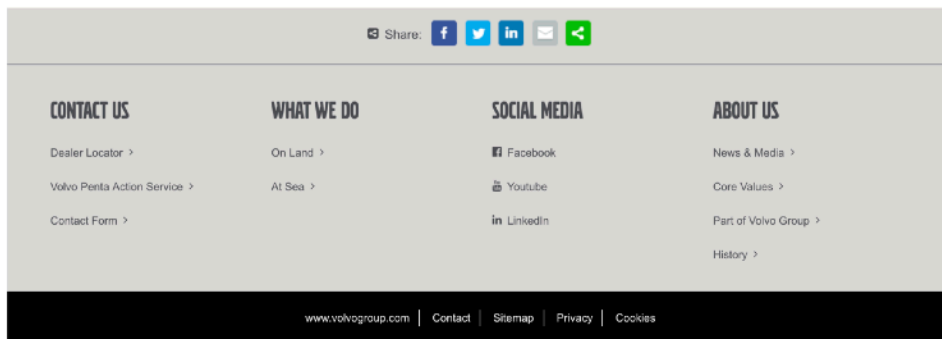 Share:
CONTACT US
Dealer Locator >
Volvo Penta Action Service >
Contact Form >
WHAT WE DO
On Land >
At Sea >
SOCIAL MEDIA
Facebook
Youtube
LinkedIn
ABOUT US
News & Media >
Core Values >
Part of Volvo Group >
History >
www.volvogroup.com | Contact | Sitemap | Privacy | Cookies